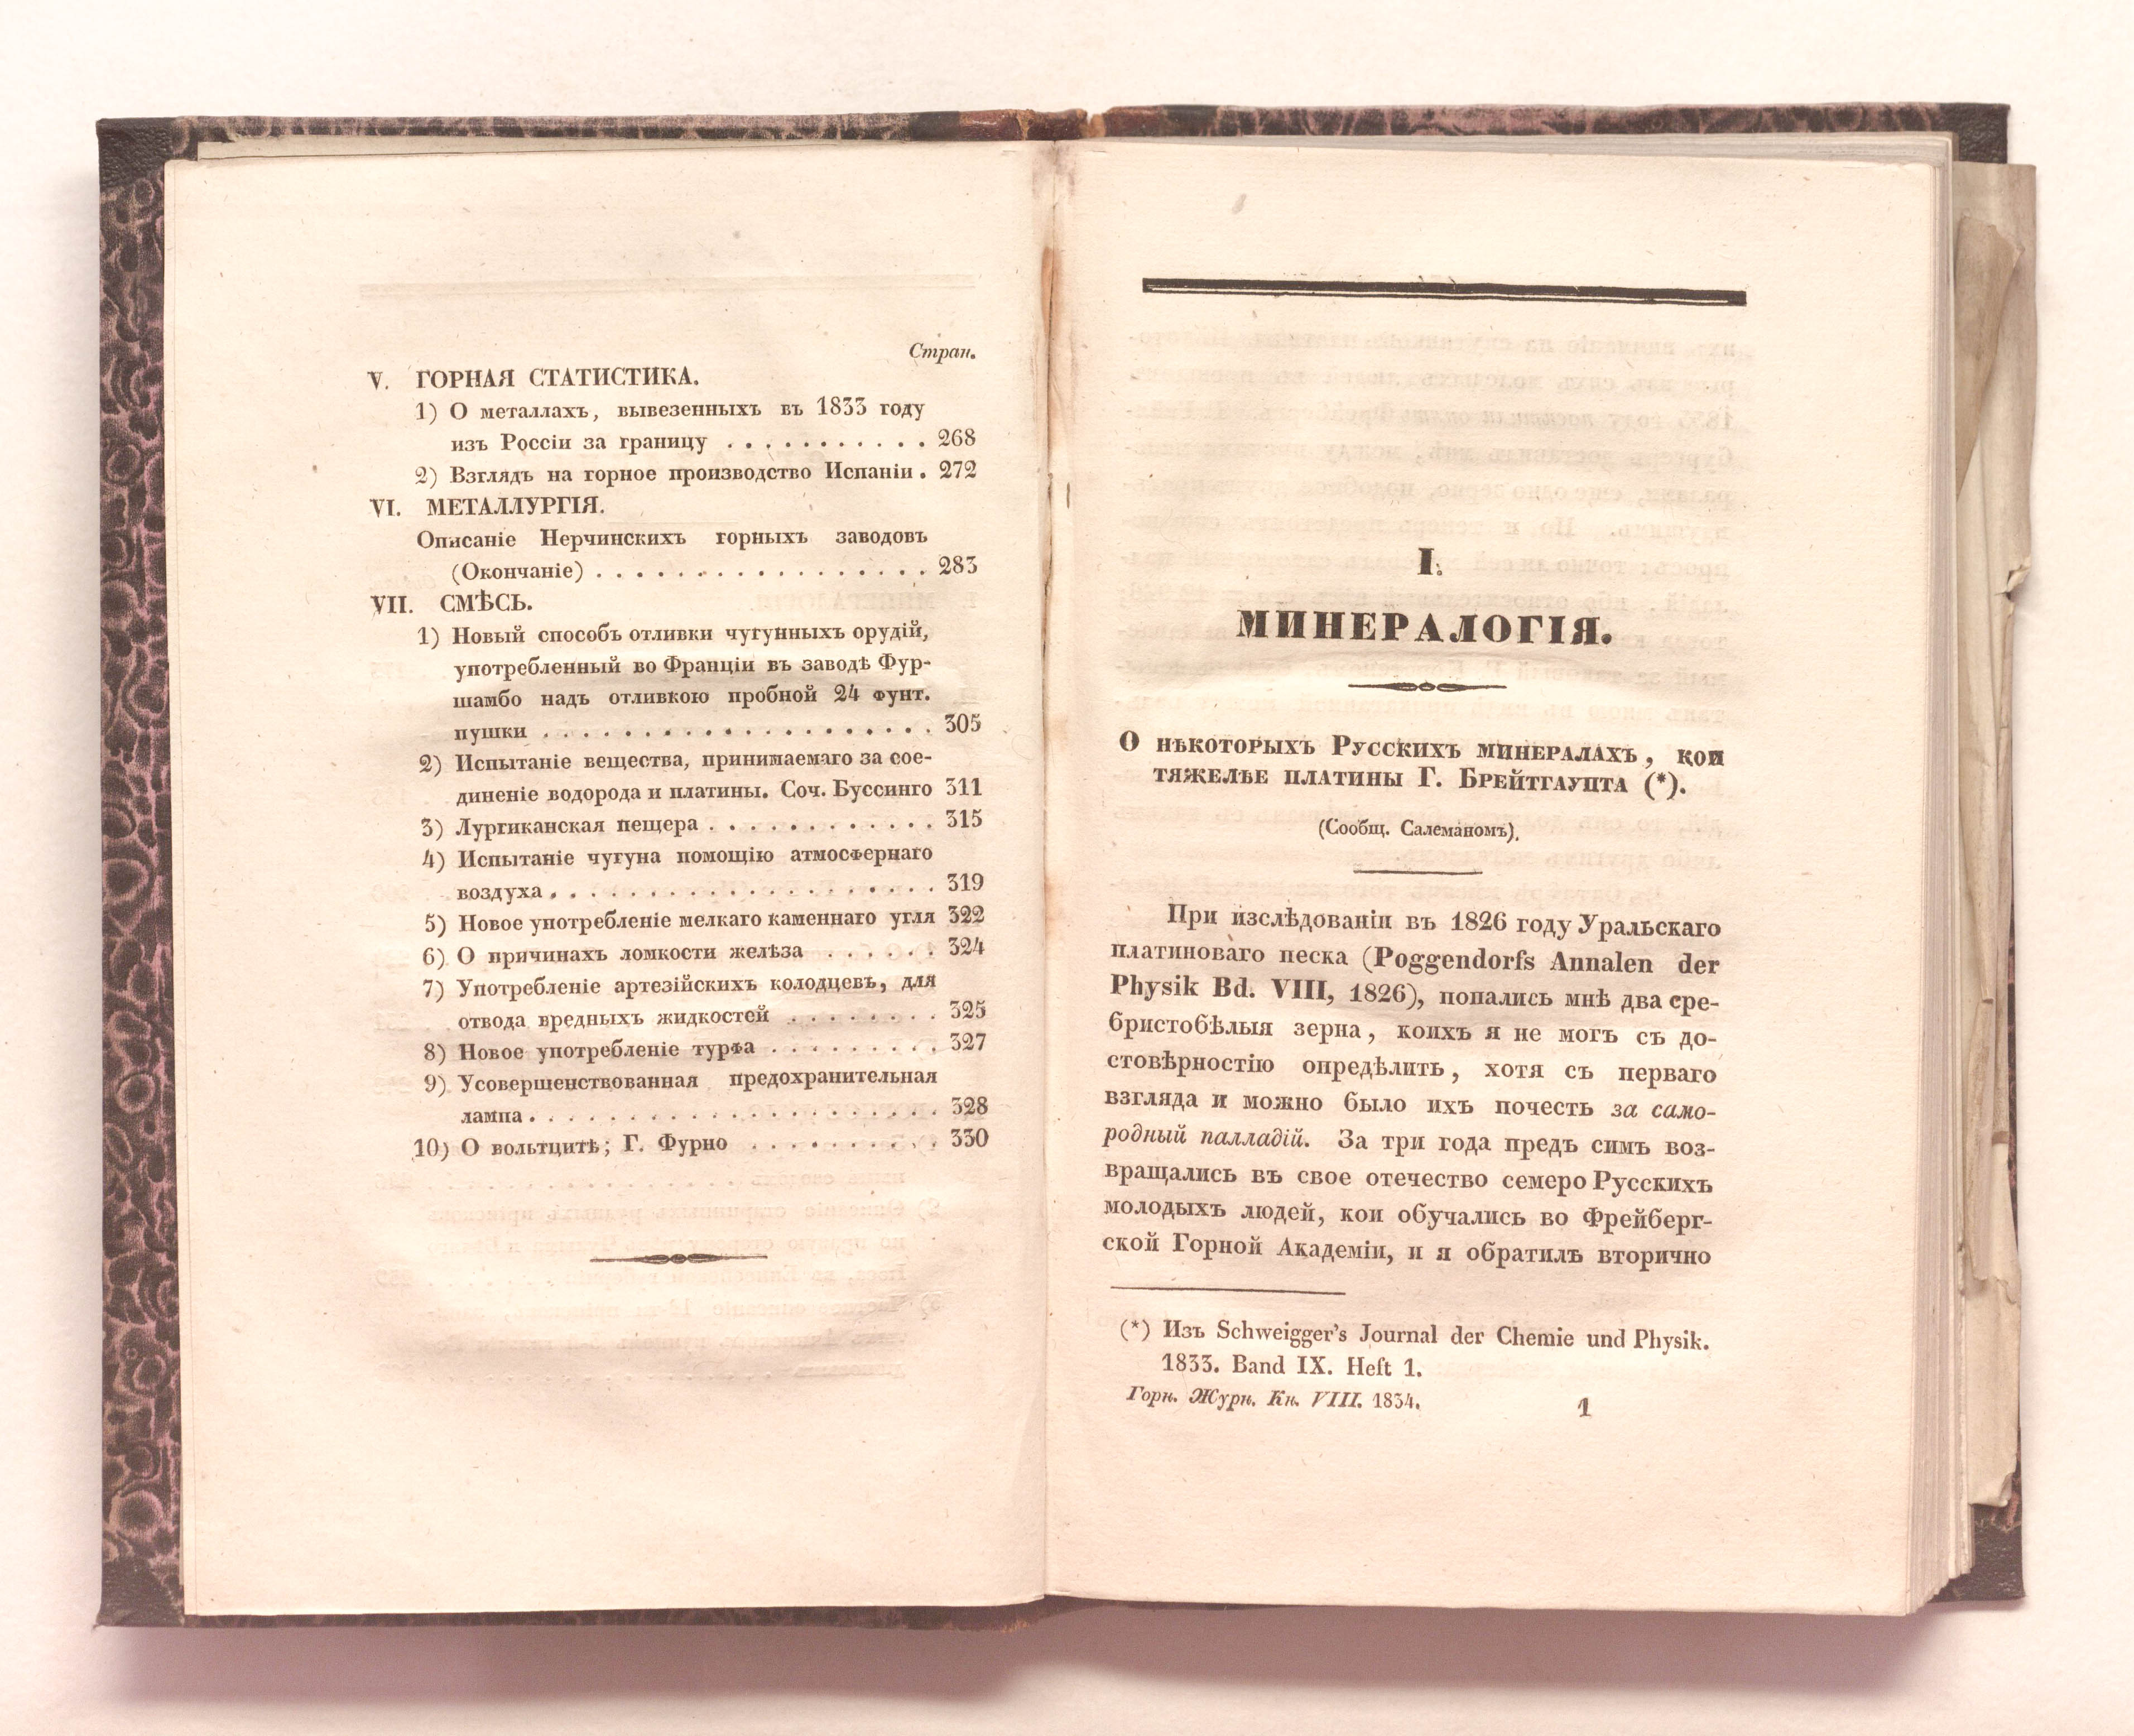 Стран.
V. ГОРНАЯ СТАТИСТИКА.
1) О металлахъ, вывезенныхъ въ 1833 году
изъ Россіи за границу . . . . . . . . . . . 268
2) Взглядъ на горное производство Испаніи . 272
VI. МЕТАЛЛУРГІЯ.
Описаніе Нерчинскихъ горныхъ заводовъ
(Окончаніе) . . . . . . . . . . . . . . . . . 283
VII. СМѢСЬ.
1) Новый способъ отливки чугунныхъ орудій,
употребленный во Франціи въ заводѣ Фур-
шамбо надъ отливкою пробной 24 фунт.
пушки . . . . . . . . . . . . . . . . . . . . 305
2) Испытаніе вещества, принимаемаго за сое-
диненіе водорода и платины. Соч. Буссинго 311
3) Лургиканская пещера . . . . . . . . . . . . 315
4) Испытаніе чугуна помощію атмосфернаго
воздуха . . . . . . . . . . . . . . . . . . . . 319
5) Новое употребленіе мелкаго каменнаго угля 322
6) О причинахъ ломкости желѣза . . . . . . 324
7) Употребленіе артезійскихъ колодцевъ, для
отвода вредныхъ жидкостей . . . . . . . . 325
8) Новое употребленіе турфа . . . . . . . . . 327
9) Усовершенствованная предохранительная
лампа . . . . . . . . . . . . . . . . . . . . . 328
10) О вольтцитѣ; Г. Фурно . . . . . . . . . . 330
I.
МИНЕРАЛОГІЯ.
О нѣкоторыхъ Русскихъ минералахъ, кои
тяжелѣе платины Г. Брейтгаупта (*).
(Сообщ. Салеманомъ).
При изслѣдованіи въ 1826 году Уральскаго
платиноваго песка (Poggendorfs Annalen der
Physik Bd. VIII, 1826), попались мнѣ два сре-
бристобѣлыя зерна, коихъ я не могъ съ до-
стовѣрностію опредѣлить, хотя съ перваго
взгляда и можно было ихъ почесть за само-
родный палладій. За три года предъ симъ воз-
вращались въ свое отечество семеро Русскихъ
молодыхъ людей, кои обучались во Фрейберг-
ской Горной Академіи, и я обратилъ вторично
(*) Изъ Schweigger's Journal der Chemie und Physik.
1833. Band IX. Heft 1.
Горн. Журн. Кн. VIII. 1834. 1